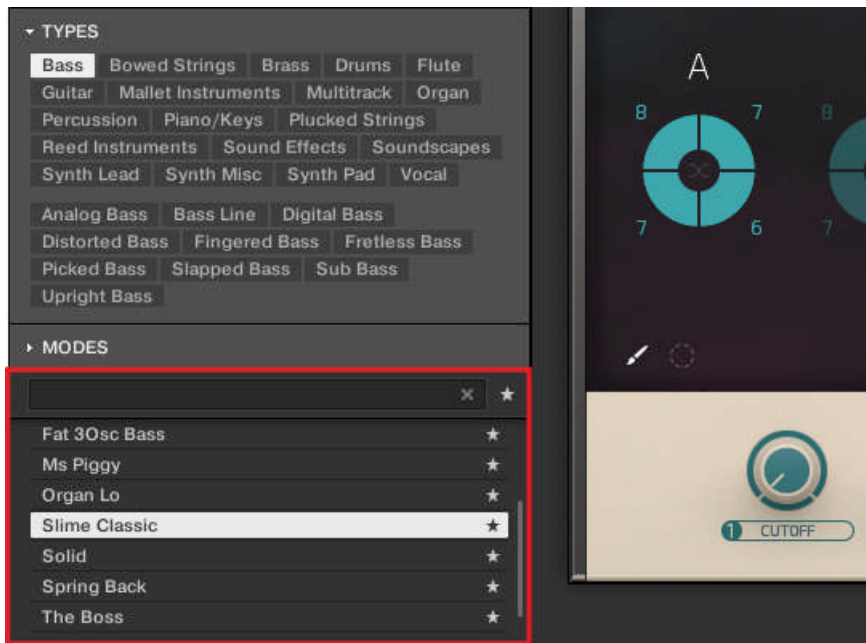 TYPES
Bass Bowed Strings Brass Drums Flute
Guitar Mallet Instruments Multitrack Organ
Percussion Piano/Keys Plucked Strings
Reed Instruments Sound Effects Soundscapes
Synth Lead Synth Misc Synth Pad Vocal
Analog Bass Bass Line Digital Bass
Distorted Bass Fingered Bass Fretless Bass
Picked Bass Slapped Bass Sub Bass
Upright Bass
MODES
Fat 3Osc Bass
Ms Piggy
Organ Lo
Slime Classic
Solid
Spring Back
The Boss
A
8 7 8
7 6 7
1 CUTOFF